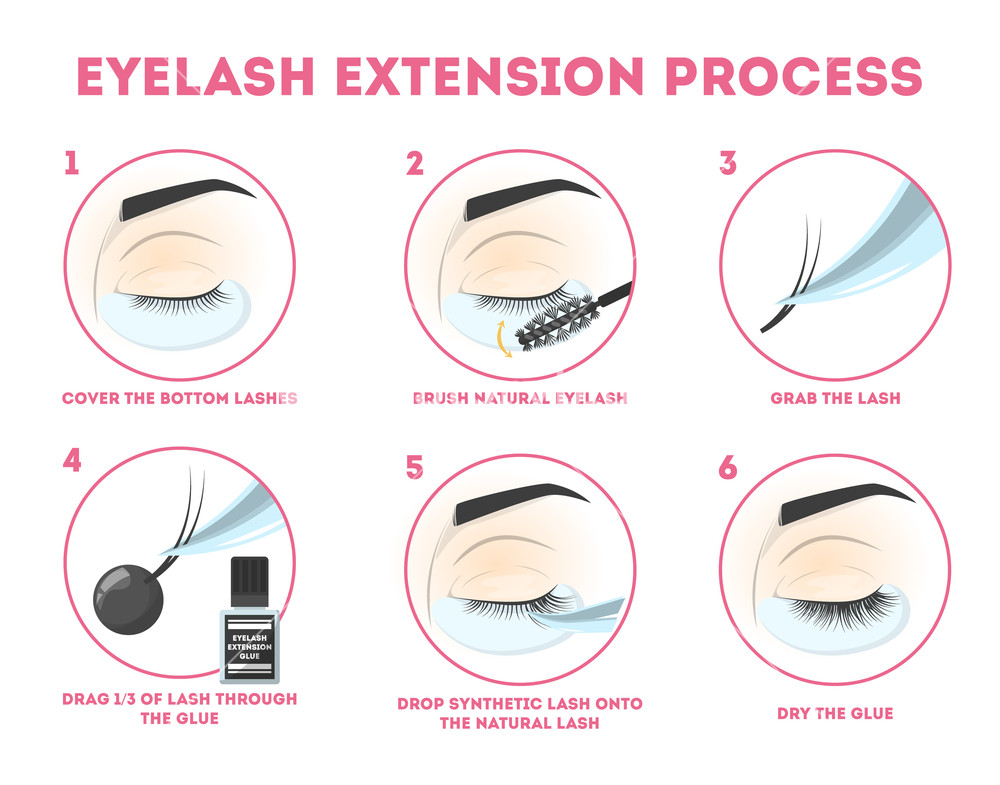 EYELASH EXTENSION PROCESS
1
2
3
COVER THE BOTTOM LASHES
BRUSH NATURAL EYELASH
GRAB THE LASH
4
5
6
EYELASH
EXTENSION
GLUE
DRAG 1/3 OF LASH THROUGH
THE GLUE
DROP SYNTHETIC LASH ONTO
THE NATURAL LASH
DRY THE GLUE